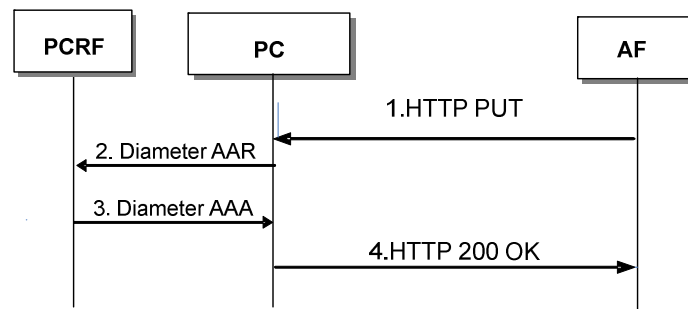 PCRF
PC
AF
1.HTTP PUT
2. Diameter AAR
3. Diameter AAA
4.HTTP 200 OK